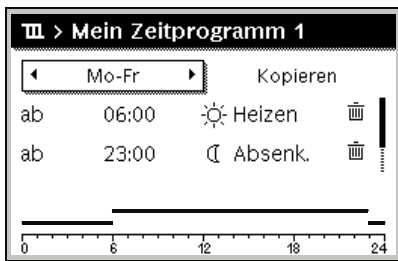 > Mein Zeitprogramm 1
Mo-Fr Kopieren
ab 06:00 Heizen
ab 23:00 Absenk.
0 6 12 18 24